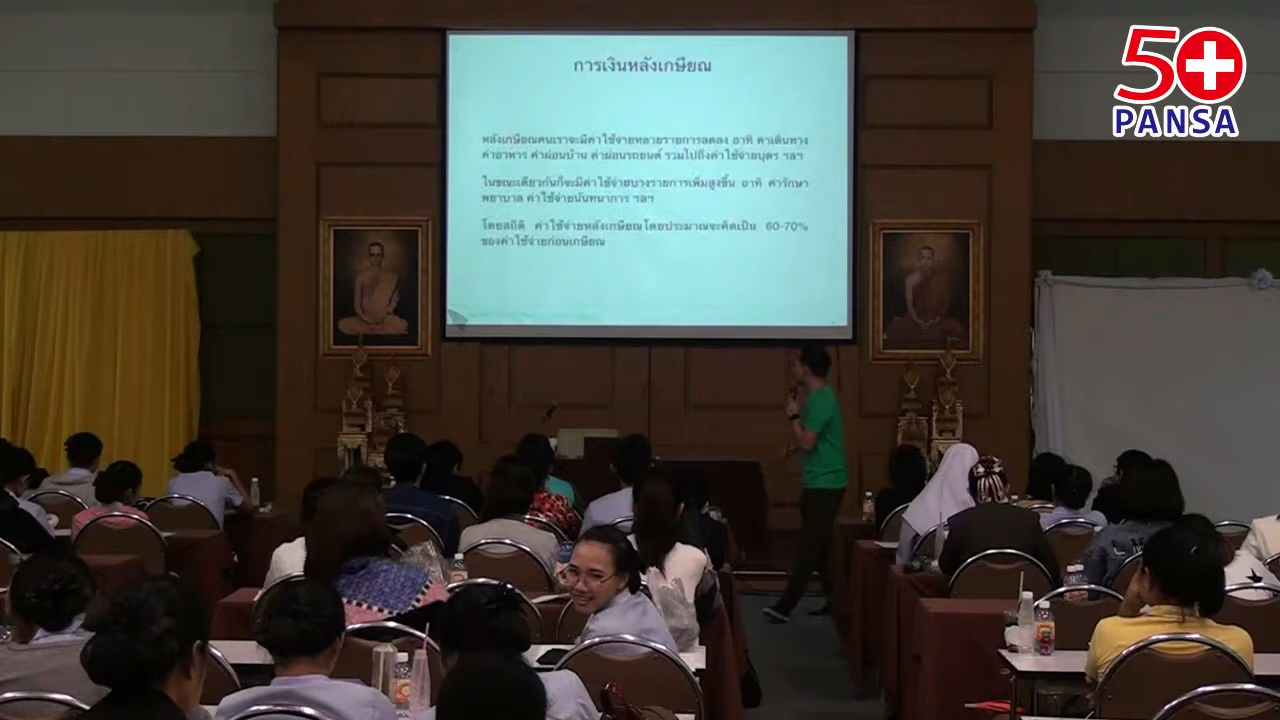 50
PANSA
การเงินหลังเกษียณ
หลังเกษียณคนเราจะมีค่าใช้จ่ายหลายรายการลดลง อาทิ ค่าเดินทาง
ค่าอาหาร ค่าผ่อนบ้าน ค่าผ่อนรถยนต์ รวมไปถึงค่าใช้จ่ายบุตร ฯลฯ
ในขณะเดียวกันก็จะมีค่าใช้จ่ายบางรายการเพิ่มสูงขึ้น อาทิ ค่ารักษา
พยาบาล ค่าใช้จ่ายนันทนาการ ฯลฯ
โดยสถิติ ค่าใช้จ่ายหลังเกษียณโดยประมาณจะคิดเป็น 60-70%
ของค่าใช้จ่ายก่อนเกษียณ